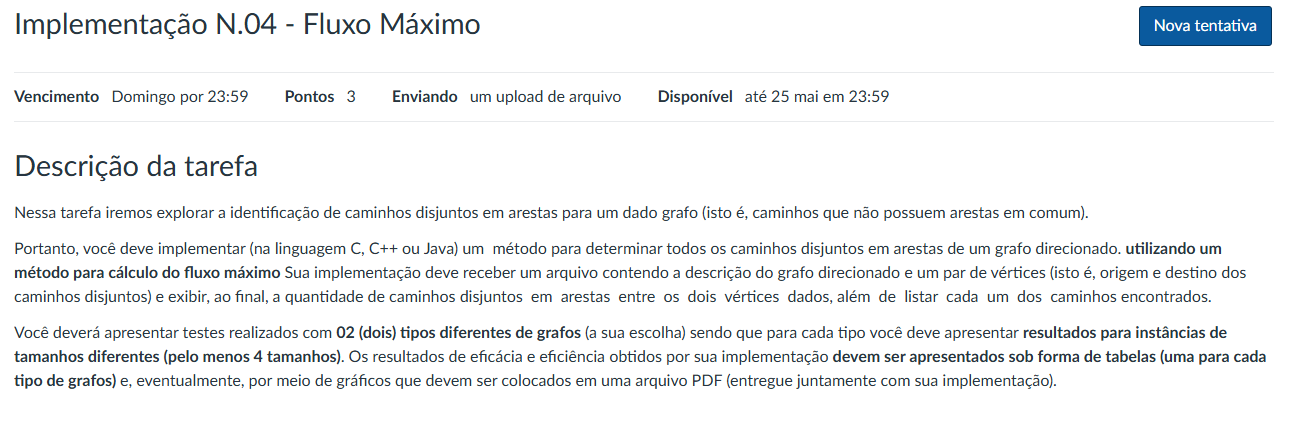 Implementação N.04 - Fluxo Máximo
Nova tentativa
Vencimento Domingo por 23:59 Pontos 3 Enviando um upload de arquivo Disponível até 25 mai em 23:59
Descrição da tarefa
Nessa tarefa iremos explorar a identificação de caminhos disjuntos em arestas para um dado grafo (isto é, caminhos que não possuem arestas em comum).
Portanto, você deve implementar (na linguagem C, C++ ou Java) um método para determinar todos os caminhos disjuntos em arestas de um grafo direcionado. utilizando um
método para cálculo do fluxo máximo Sua implementação deve receber um arquivo contendo a descrição do grafo direcionado e um par de vértices (isto é, origem e destino dos
caminhos disjuntos) e exibir, ao final, a quantidade de caminhos disjuntos em arestas entre os dois vértices dados, além de listar cada um dos caminhos encontrados.
Você deverá apresentar testes realizados com 02 (dois) tipos diferentes de grafos (a sua escolha) sendo que para cada tipo você deve apresentar resultados para instâncias de
tamanhos diferentes (pelo menos 4 tamanhos). Os resultados de eficácia e eficiência obtidos por sua implementação devem ser apresentados sob forma de tabelas (uma para cada
tipo de grafos) e, eventualmente, por meio de gráficos que devem ser colocados em uma arquivo PDF (entregue juntamente com sua implementação).